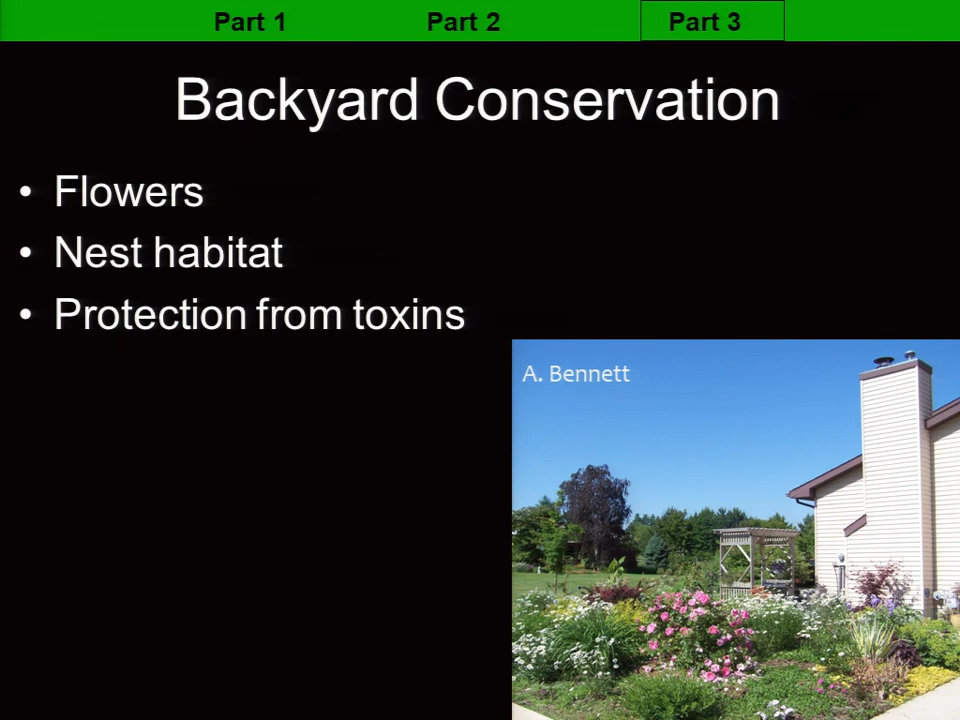 Part 1 Part 2 Part 3
Backyard Conservation
• Flowers
• Nest habitat
• Protection from toxins
A. Bennett